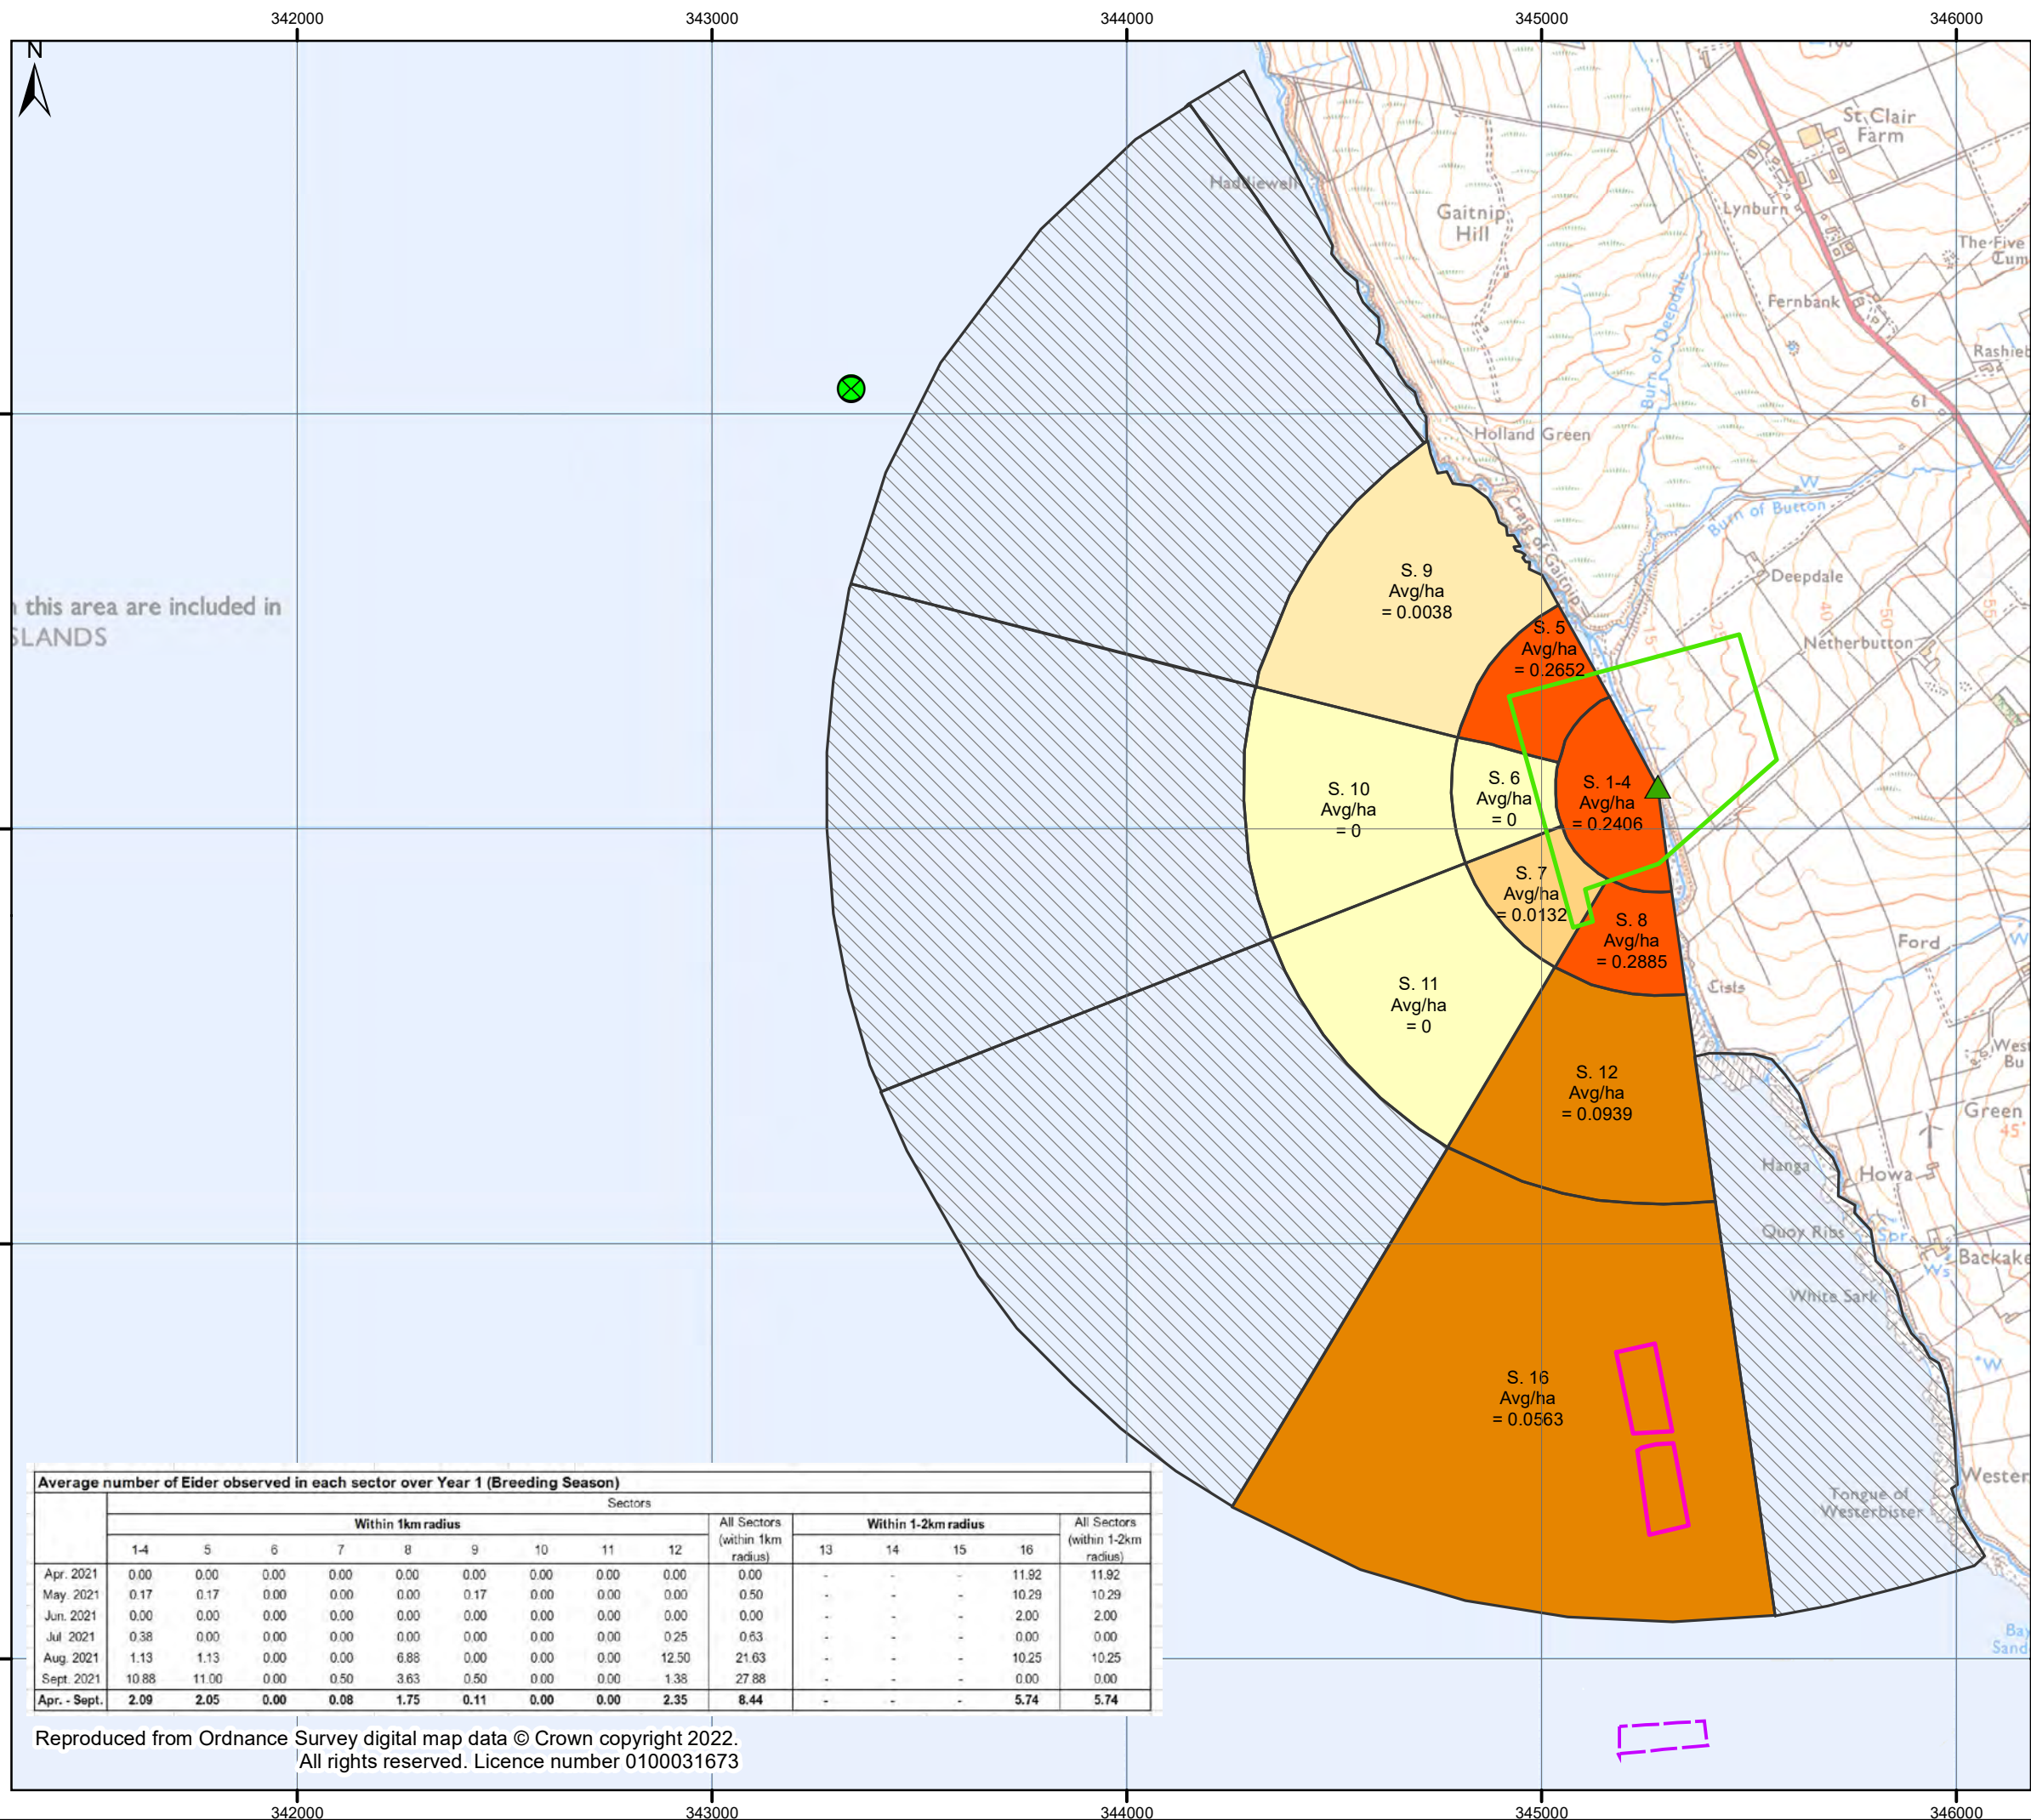 342000 343000 344000 345000 346000
N
St Clair
Farm
Haddiewell
Lynburn
Gaitnip
Hill
The Five
Tum
Burn of Deepdale
Fernbank
Rashieb
61
Holland Green
W
Burn of Button
Craig of Gaitnip
S. 9
Avg/ha
= 0.0038
Deepdale
n this area are included in
SLANDS
40
50
55
15
25
S. 5
Avg/ha
= 0.2652
Netherbutton
S. 6
Avg/ha
= 0
S. 1-4
Avg/ha
= 0.2406
S. 10
Avg/ha
= 0
S. 7
Avg/ha
= 0.0132
S. 8
Avg/ha
= 0.2885
Ford
W
Cists
S. 11
Avg/ha
= 0
West
Bu
S. 12
Avg/ha
= 0.0939
Green
45
Hanga
Howa
Quoy Ribs
Spr
Backake
Ws
White Sark
W
S. 16
Avg/ha
= 0.0563
Wester
Tongue of
Westerbister
Bay
Sand
Average number of Eider observed in each sector over Year 1 (Breeding Season)
Sectors
Within 1km radius All Sectors (within 1km radius) Within 1-2km radius All Sectors (within 1-2km radius)
1-4 5 6 7 8 9 10 11 12 13 14 15 16
Apr. 2021 0.00 0.00 0.00 0.00 0.00 0.00 0.00 0.00 0.00 0.00 - - - 11.92 11.92
May. 2021 0.17 0.17 0.00 0.00 0.00 0.17 0.00 0.00 0.00 0.50 - - - 10.29 10.29
Jun. 2021 0.00 0.00 0.00 0.00 0.00 0.00 0.00 0.00 0.00 0.00 - - - 2.00 2.00
Jul 2021 0.38 0.00 0.00 0.00 0.00 0.00 0.00 0.00 0.25 0.63 - - - 0.00 0.00
Aug. 2021 1.13 1.13 0.00 0.00 6.88 0.00 0.00 0.00 12.50 21.63 - - - 10.25 10.25
Sept. 2021 10.88 11.00 0.00 0.50 3.63 0.50 0.00 0.00 1.38 27.88 - - - 0.00 0.00
Apr. - Sept. 2.09 2.05 0.00 0.08 1.75 0.11 0.00 0.00 2.35 8.44 - - - 5.74 5.74
Reproduced from Ordnance Survey digital map data © Crown copyright 2022.
All rights reserved. Licence number 0100031673
342000 343000 344000 345000 346000